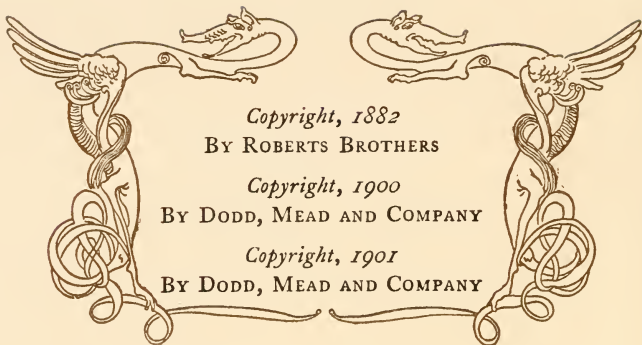 Copyright, 1882
BY ROBERTS BROTHERS
Copyright, 1900
BY DODD, MEAD AND COMPANY
Copyright, 1901
BY DODD, MEAD AND COMPANY